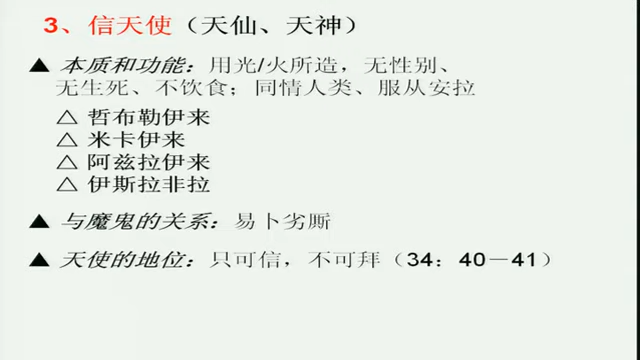 3、信天使（天仙、天神）
▲ 本质和功能：用光/火所造，无性别、
无生死、不饮食；同情人类、服从安拉
△ 哲布勒伊来
△ 米卡伊来
△ 阿兹拉伊来
△ 伊斯拉非拉
▲ 与魔鬼的关系：易卜劣厮
▲ 天使的地位：只可信，不可拜（34：40－41）